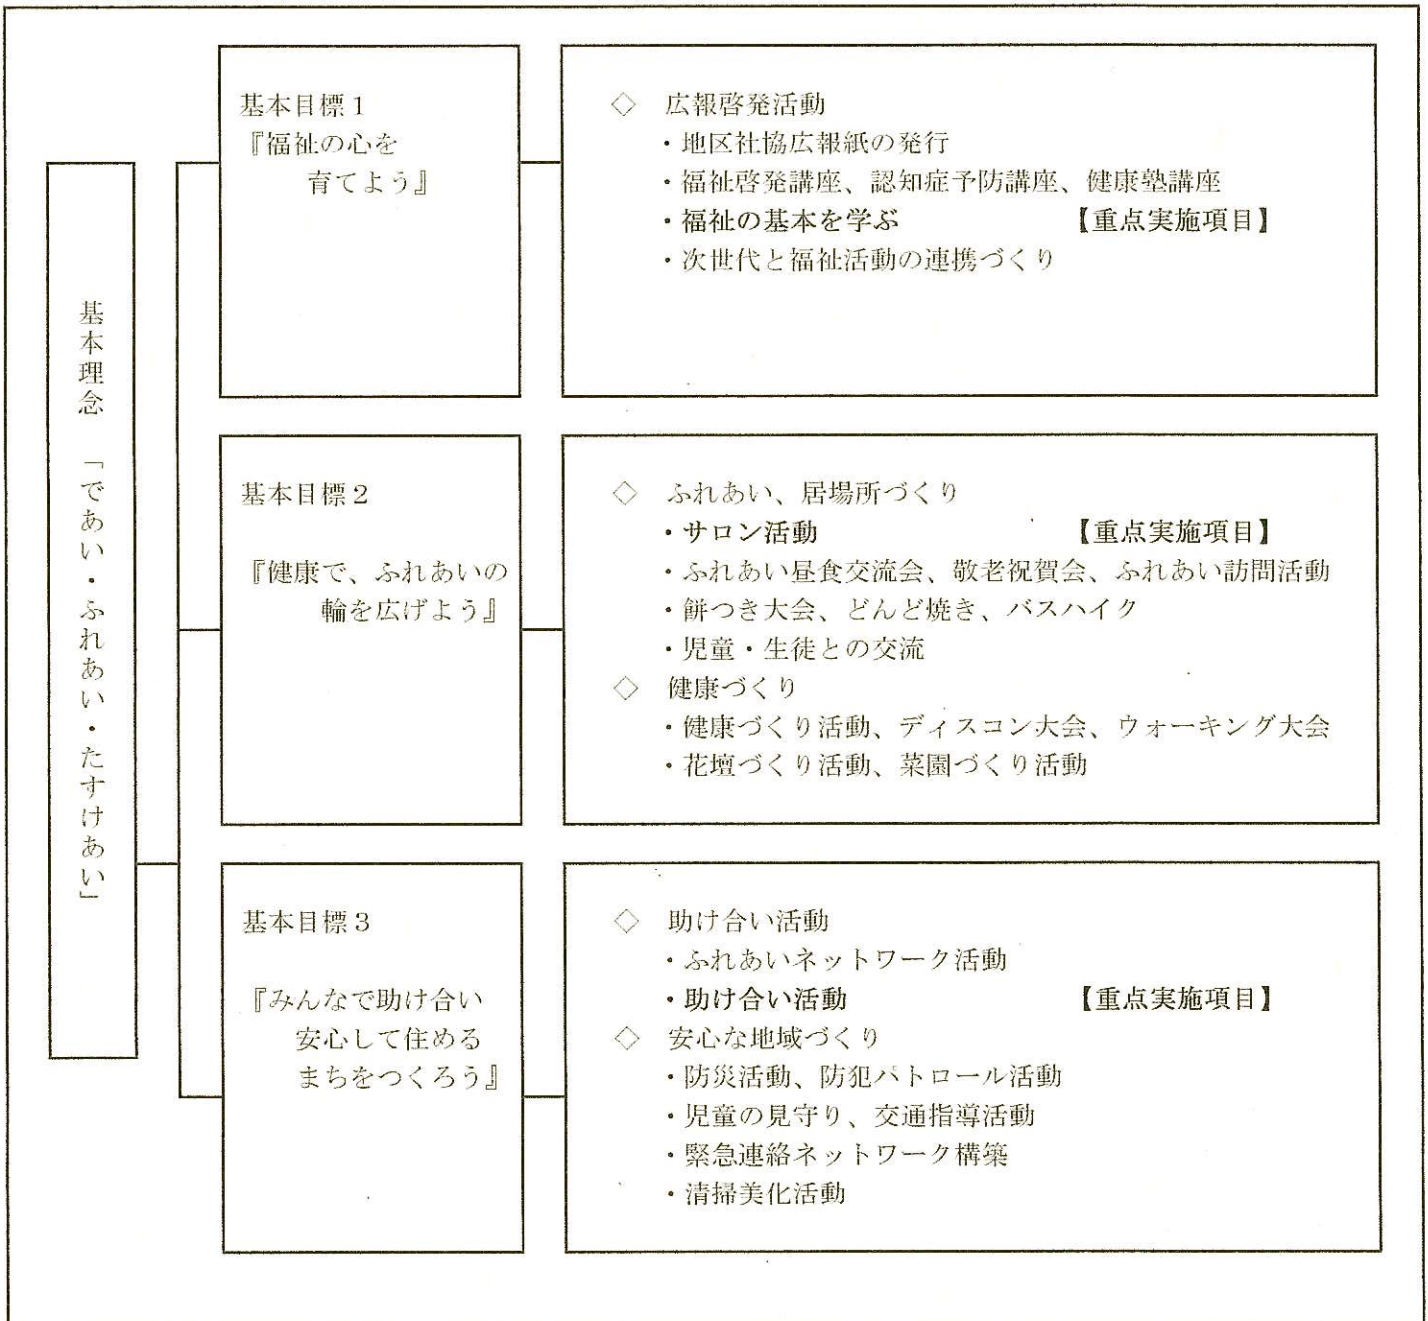 基本理念 「であい・ふれあい・たすけあい」
基本目標1
『福祉の心を
育てよう』
◇ 広報啓発活動
・地区社協広報紙の発行
・福祉啓発講座、認知症予防講座、健康塾講座
・福祉の基本を学ぶ 【重点実施項目】
・次世代と福祉活動の連携づくり
基本目標2
『健康で、ふれあいの
輪を広げよう』
◇ ふれあい、居場所づくり
・サロン活動 【重点実施項目】
・ふれあい昼食交流会、敬老祝賀会、ふれあい訪問活動
・餅つき大会、どんど焼き、バスハイク
・児童・生徒との交流
◇ 健康づくり
・健康づくり活動、ディスコン大会、ウォーキング大会
・花壇づくり活動、菜園づくり活動
基本目標3
『みんなで助け合い
安心して住める
まちをつくろう』
◇ 助け合い活動
・ふれあいネットワーク活動
・助け合い活動 【重点実施項目】
◇ 安心な地域づくり
・防災活動、防犯パトロール活動
・児童の見守り、交通指導活動
・緊急連絡ネットワーク構築
・清掃美化活動